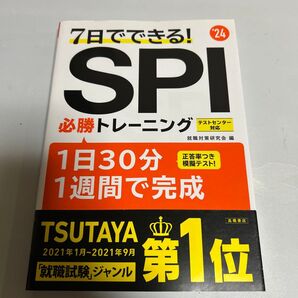 7日でできる!
'24
SPI
必勝トレーニング
テストセンター
対応
就職対策研究会 編
1日30分
1週間で完成
正答率つき
模擬テスト!
高橋書店
TSUTAYA
2021年1月~2021年9月
「就職試験」ジャンル
第1位